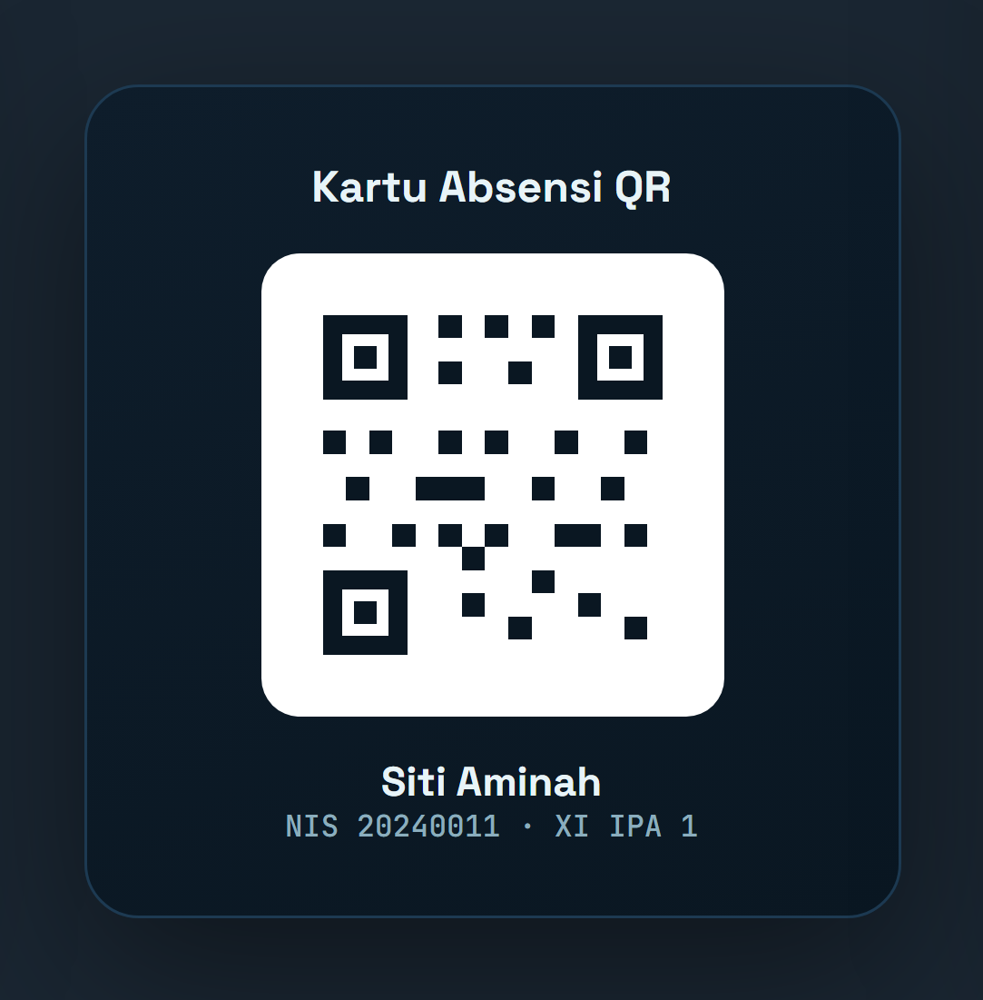 Kartu Absensi QR
Siti Aminah
NIS 20240011 · XI IPA 1